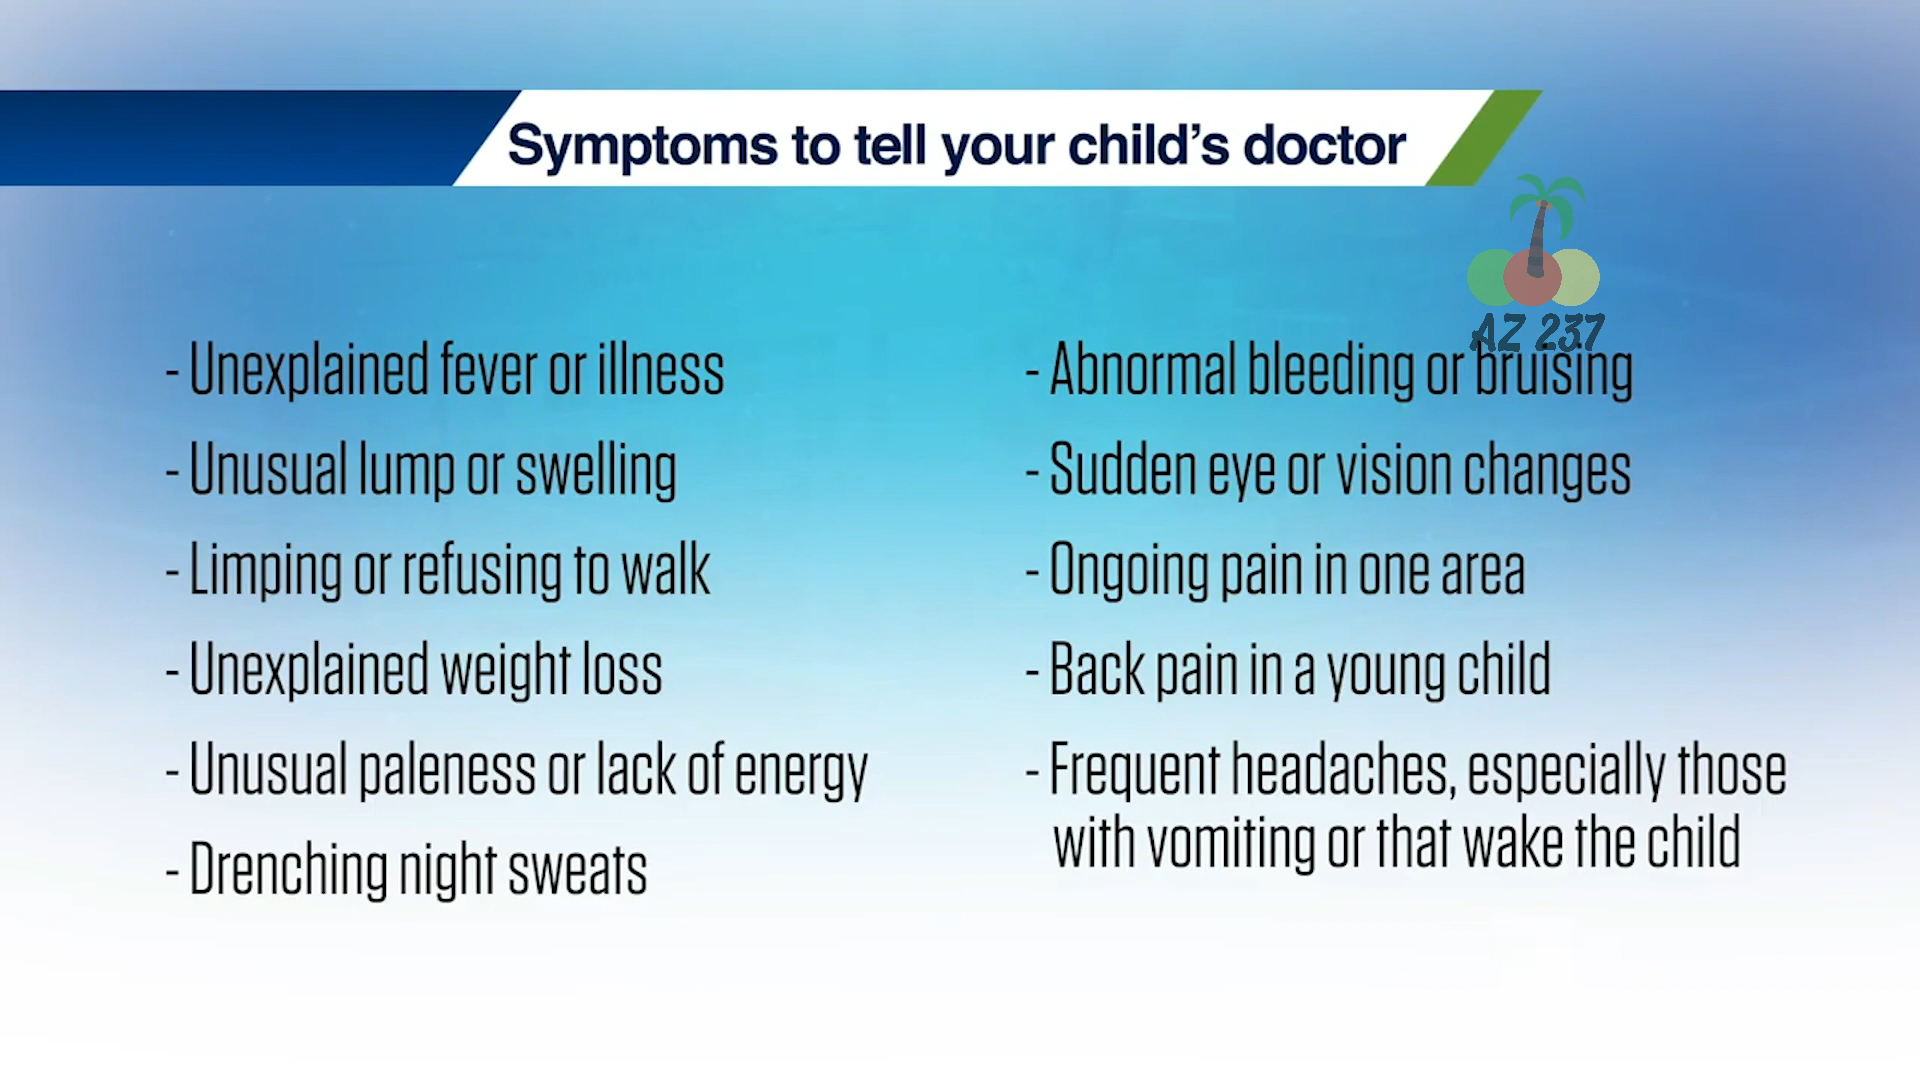 Symptoms to tell your child's doctor
AZ 237
- Unexplained fever or illness
- Unusual lump or swelling
- Limping or refusing to walk
- Unexplained weight loss
- Unusual paleness or lack of energy
- Drenching night sweats
- Abnormal bleeding or bruising
- Sudden eye or vision changes
- Ongoing pain in one area
- Back pain in a young child
- Frequent headaches, especially those
with vomiting or that wake the child